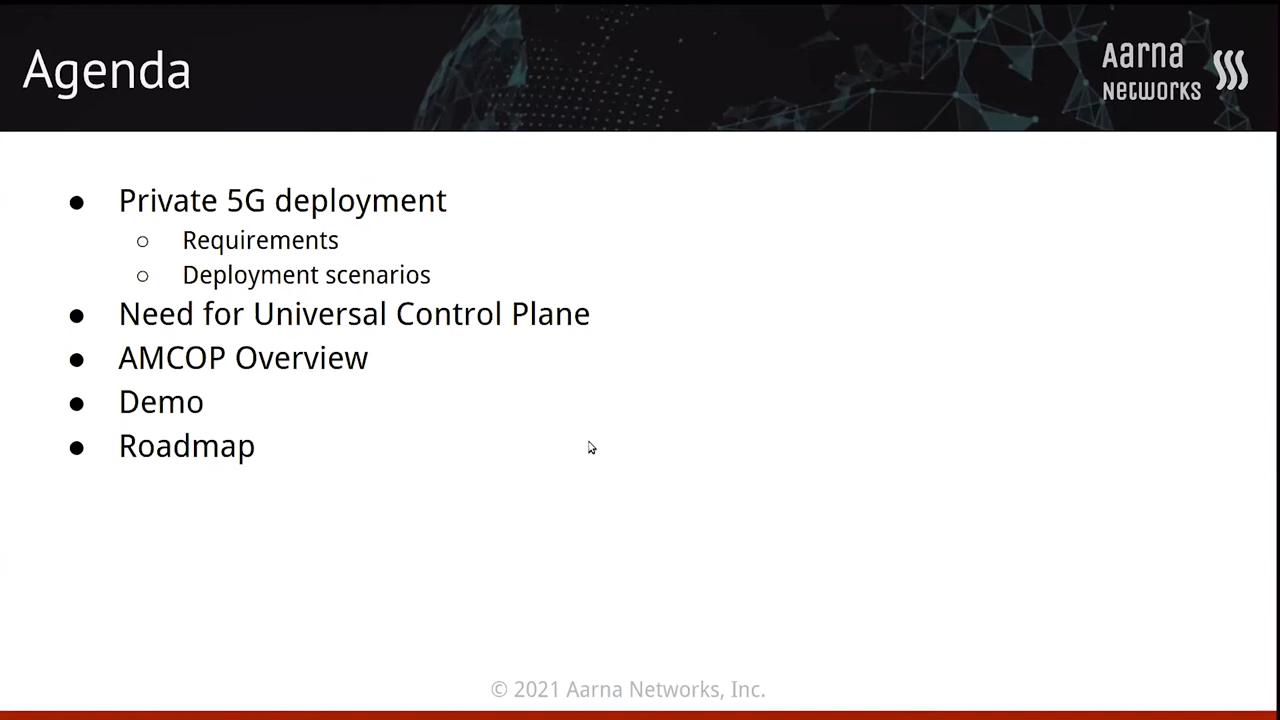 Agenda
Aarna
Networks
● Private 5G deployment
○ Requirements
○ Deployment scenarios
● Need for Universal Control Plane
● AMCOP Overview
● Demo
● Roadmap
© 2021 Aarna Networks, Inc.